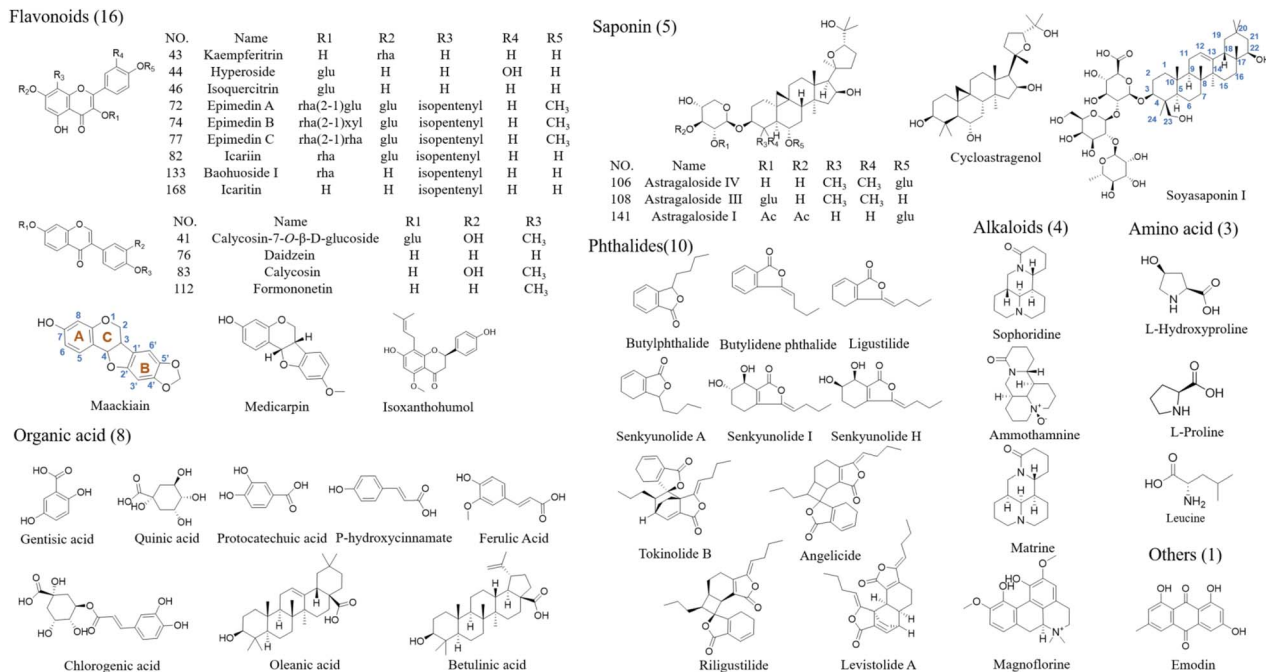 Flavonoids (16)
NO. Name R1 R2 R3 R4 R5
43 Kaempferitrin H rha H H H
44 Hyperoside glu H H OH H
46 Isoquercitrin glu H H H H
72 Epimedin A rha(2-1)glu glu isopentenyl H CH3
74 Epimedin B rha(2-1)xyl glu isopentenyl H CH3
77 Epimedin C rha(2-1)rha glu isopentenyl H CH3
82 Icariin rha glu isopentenyl H H
133 Baohuoside I rha H isopentenyl H H
168 Icaritin H H isopentenyl H H
NO. Name R1 R2 R3
41 Calycosin-7-O-β-D-glucoside glu OH CH3
76 Daidzein H H H
83 Calycosin H OH CH3
112 Formononetin H H CH3
Maackiain Medicarpin Isoxanthohumol
Organic acid (8)
Gentisic acid Quinic acid Protocatechuic acid P-hydroxycinnamate Ferulic Acid
Chlorogenic acid Oleanic acid Betulinic acid
Saponin (5)
Cycloastragenol
Soyasaponin I
NO. Name R1 R2 R3 R4 R5
106 Astragaloside IV H H CH3 CH3 glu
108 Astragaloside III glu H CH3 CH3 H
141 Astragaloside I Ac Ac H H glu
Phthalides(10)
Butylphthalide Butylidene phthalide Ligustilide
Senkyunolide A Senkyunolide I Senkyunolide H
Tokinolide B Angelicide
Riligustilide Levistolide A
Alkaloids (4)
Sophoridine
Ammothamnine
Matrine
Magnoflorine
Amino acid (3)
L-Hydroxyproline
L-Proline
Leucine
Others (1)
Emodin